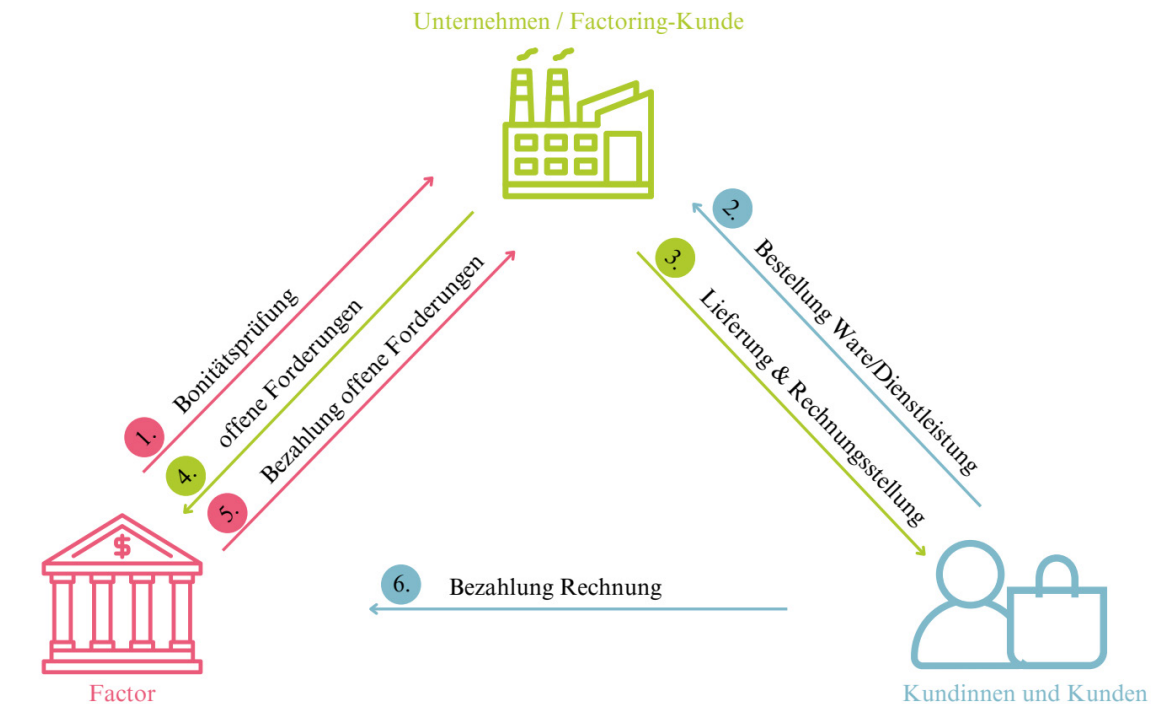 Unternehmen / Factoring-Kunde
1. Bonitätsprüfung
4. offene Forderungen
5. Bezahlung offene Forderungen
2. Bestellung Ware/Dienstleistung
3. Lieferung & Rechnungsstellung
6. Bezahlung Rechnung
$
Factor
Kundinnen und Kunden